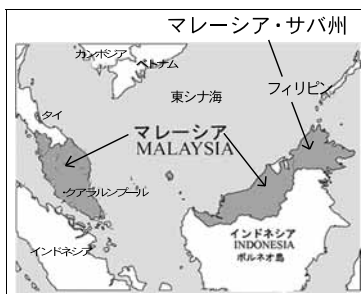 マレーシア・サバ州
カンボジア
ベトナム
東シナ海
フィリピン
タイ
マレーシア
MALAYSIA
・クアラルンプール
インドネシア
インドネシア
INDONESIA
ボルネオ島